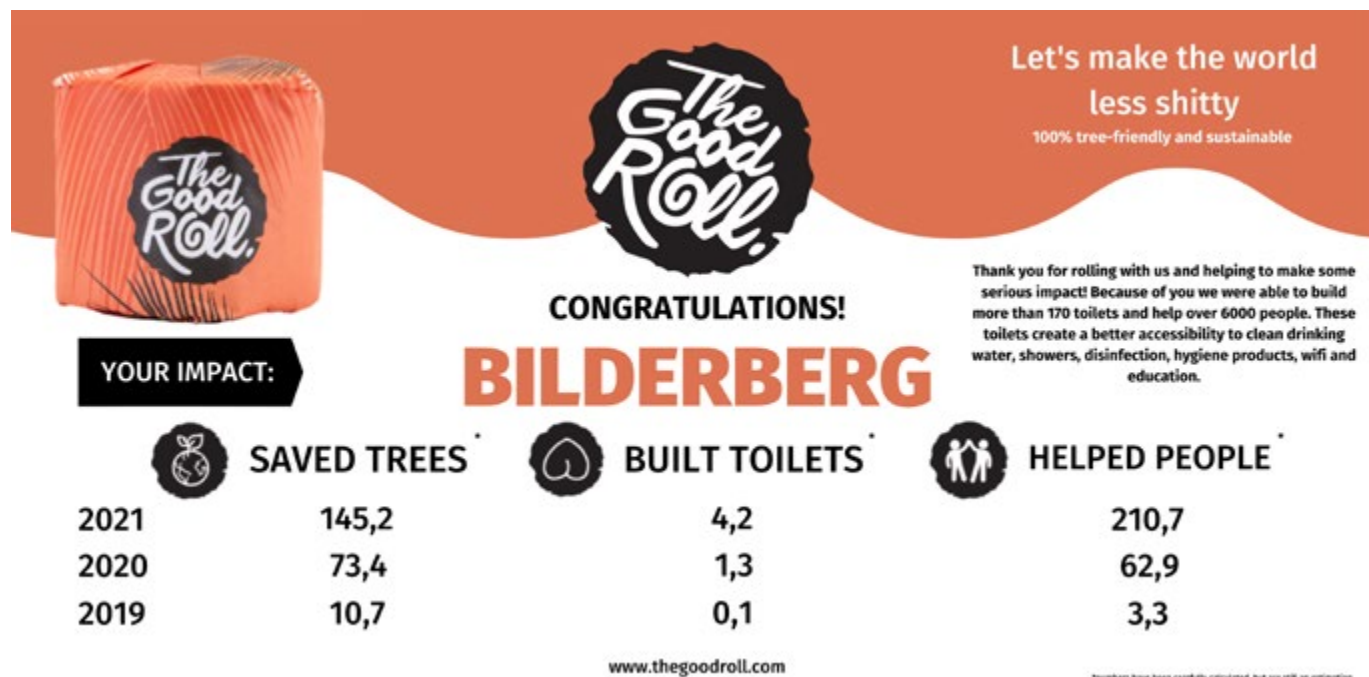 The
Good
Roll.
The
Good
Roll.
Let's make the world
less shitty
100% tree-friendly and sustainable
Thank you for rolling with us and helping to make some
serious impact! Because of you we were able to build
more than 170 toilets and help over 6000 people. These
toilets create a better accessibility to clean drinking
water, showers, disinfection, hygiene products, wifi and
education.
CONGRATULATIONS!
BILDERBERG
YOUR IMPACT:
SAVED TREES* BUILT TOILETS* HELPED PEOPLE*
2021 145,2 4,2 210,7
2020 73,4 1,3 62,9
2019 10,7 0,1 3,3
www.thegoodroll.com